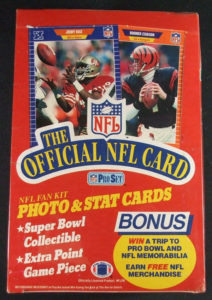 JERRY RICE
BOOMER ESIASON
NFL
THE
OFFICIAL NFL CARD
PRO SET
NFL FAN KIT
PHOTO & STAT CARDS
★Super Bowl
Collectible
★Extra Point
Game Piece
BONUS
WIN A TRIP TO
PRO BOWL AND
NFL MEMORABILIA
EARN FREE NFL
MERCHANDISE